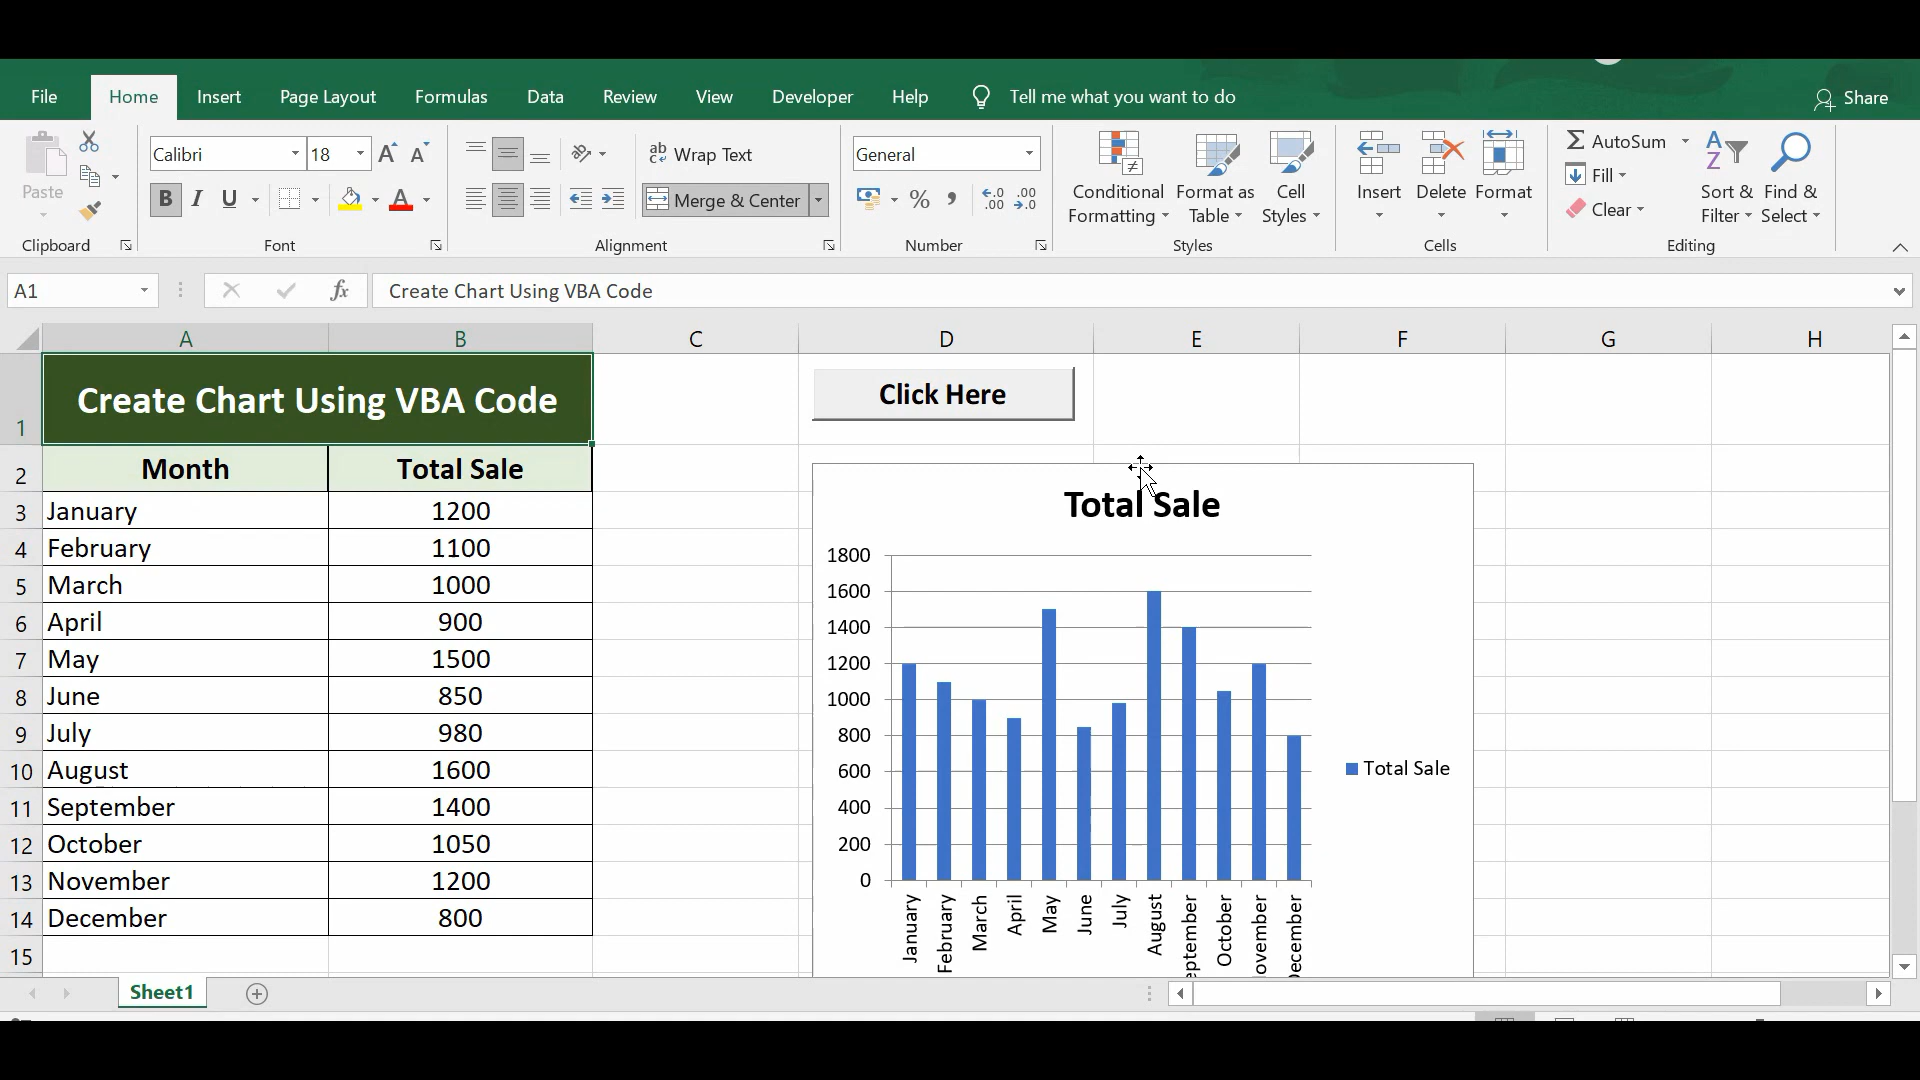 File Home Insert Page Layout Formulas Data Review View Developer Help Tell me what you want to do Share
Paste
Clipboard
Calibri 18
B I U
Font
Wrap Text
Merge & Center
Alignment
General
%
Number
Conditional Formatting
Format as Table
Cell Styles
Styles
Insert
Delete
Format
Cells
AutoSum
Fill
Clear
Sort & Filter
Find & Select
Editing
A1 fx Create Chart Using VBA Code
A B C D E F G H
1 Create Chart Using VBA Code
2 Month Total Sale
3 January 1200
4 February 1100
5 March 1000
6 April 900
7 May 1500
8 June 850
9 July 980
10 August 1600
11 September 1400
12 October 1050
13 November 1200
14 December 800
15
Click Here
Total Sale
1800
1600
1400
1200
1000
800
600
400
200
0
January
February
March
April
May
June
July
August
eptember
October
ovember
ecember
Total Sale
Sheet1